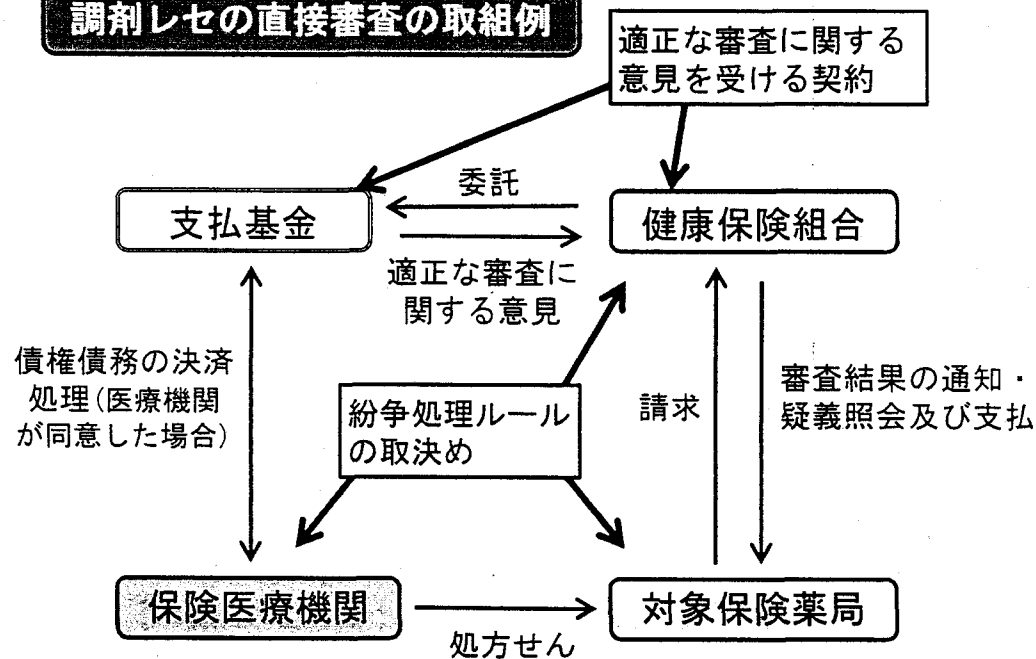 調剤レセの直接審査の取組例
適正な審査に関する
意見を受ける契約
委託
支払基金
健康保険組合
適正な審査に
関する意見
債権債務の決済
処理(医療機関
が同意した場合)
紛争処理ルール
の取決め
請求
審査結果の通知・
疑義照会及び支払
保険医療機関
対象保険薬局
処方せん